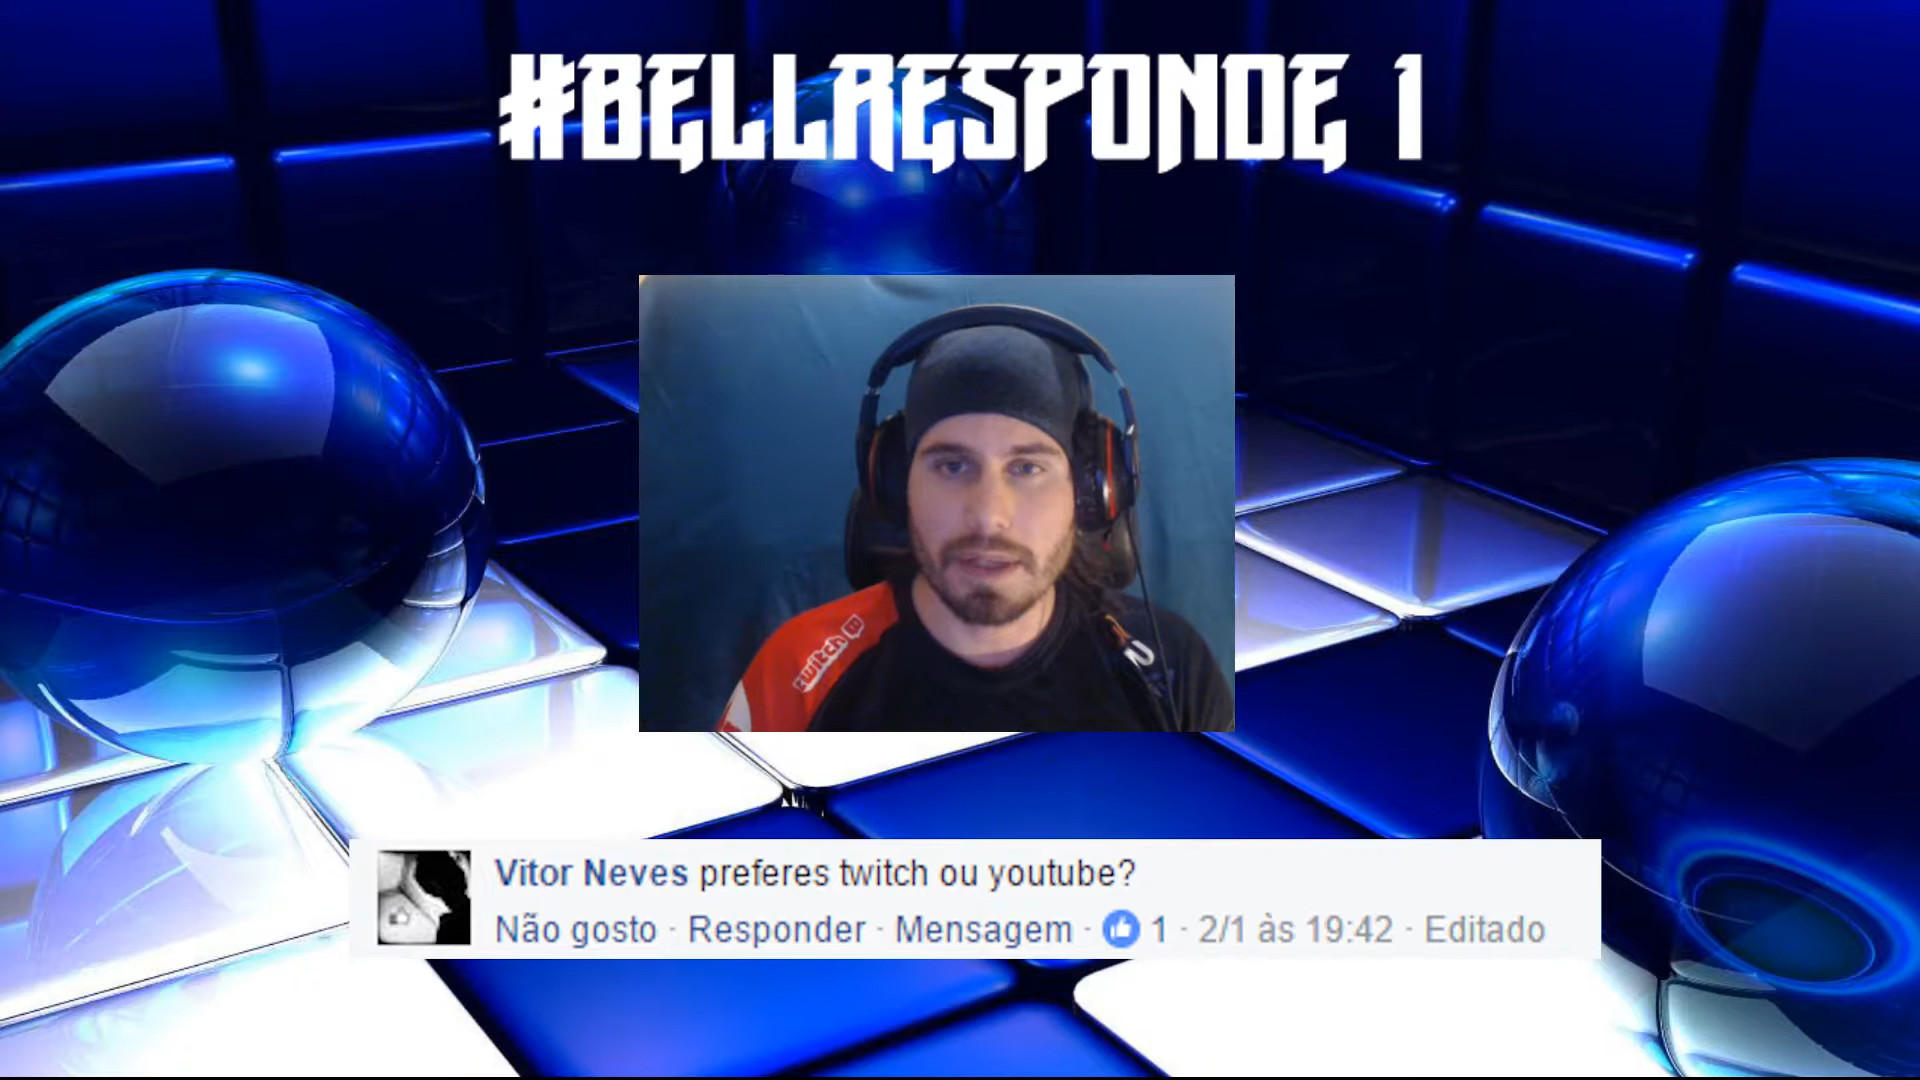 #BELLRESPONDE 1
twitch
Vitor Neves preferes twitch ou youtube?
Não gosto · Responder · Mensagem · 1 · 2/1 às 19:42 · Editado